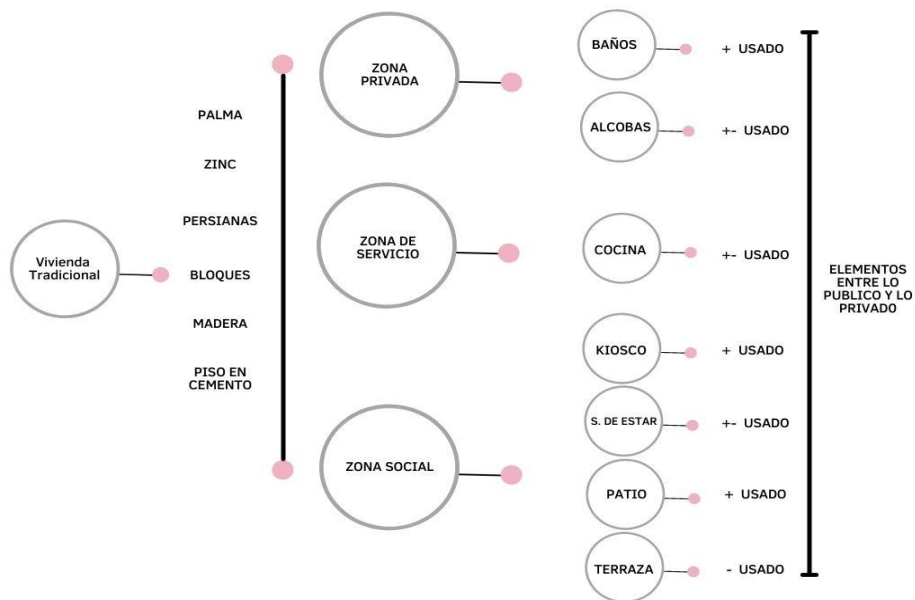 Vivienda
Tradicional
PALMA
ZINC
PERSIANAS
BLOQUES
MADERA
PISO EN
CEMENTO
ZONA
PRIVADA
ZONA DE
SERVICIO
ZONA SOCIAL
BAÑOS
+ USADO
ALCOBAS
+- USADO
COCINA
+- USADO
KIOSCO
+ USADO
S. DE ESTAR
+- USADO
PATIO
+ USADO
TERRAZA
- USADO
ELEMENTOS
ENTRE LO
PUBLICO Y LO
PRIVADO